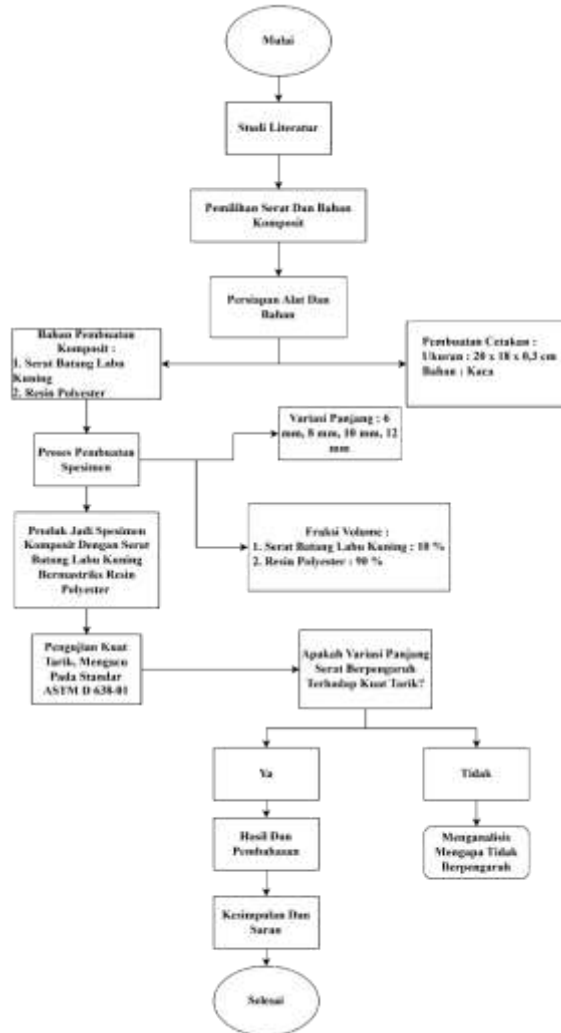 Mulai
Studi Literatur
Pemilihan Serat Dan Bahan
Komposit
Persiapan Alat Dan
Bahan
Bahan Pembuatan
Komposit :
1. Serat Batang Labu
Kuning
2. Resin Polyester
Pembuatan Cetakan :
Ukuran : 20 x 18 x 0,3 cm
Bahan : Kaca
Variasi Panjang : 6
mm, 8 mm, 10 mm, 12
mm
Proses Pembuatan
Spesimen
Fraksi Volume :
1. Serat Batang Labu Kuning : 10 %
2. Resin Polyester : 90 %
Produk Jadi Spesimen
Komposit Dengan Serat
Batang Labu Kuning
Bermastriks Resin
Polyester
Pengujian Kuat
Tarik, Mengacu
Pada Standar
ASTM D 638-01
Apakah Variasi Panjang
Serat Berpengaruh
Terhadap Kuat Tarik?
Ya
Tidak
Hasil Dan
Pembahasan
Menganalisis
Mengapa Tidak
Berpengaruh
Kesimpulan Dan
Saran
Selesai